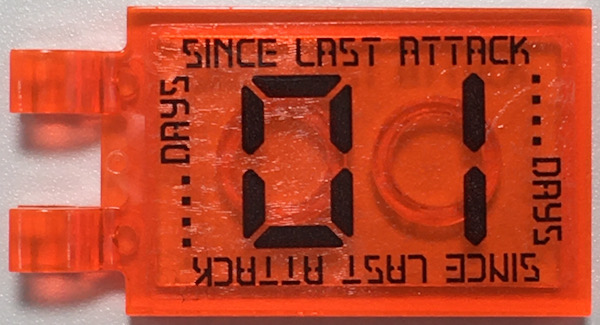 SINCE LAST ATTACK
.....DAYS
01
.....DAYS
SINCE LAST ATTACK